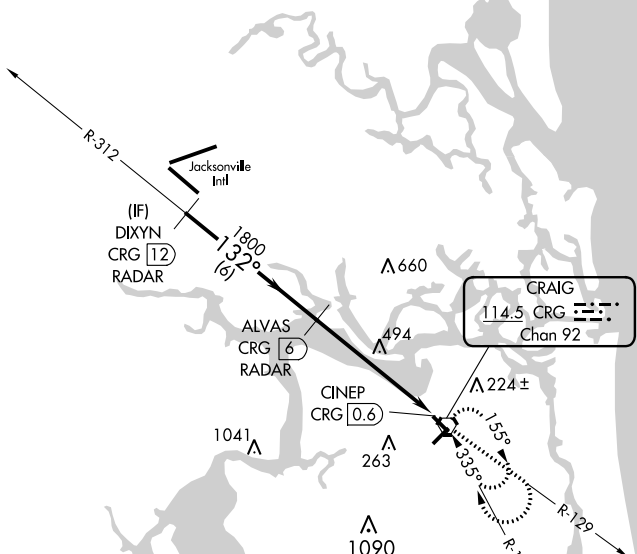 R-312
Jacksonville
Intl
(IF)
DIXYN
CRG 12
RADAR
1800
132°
(6)
660
CRAIG
114.5 CRG
Chan 92
ALVAS
CRG 6
RADAR
494
CINEP
CRG 0.6
224±
155°
1041
263
335°
R-129
1090